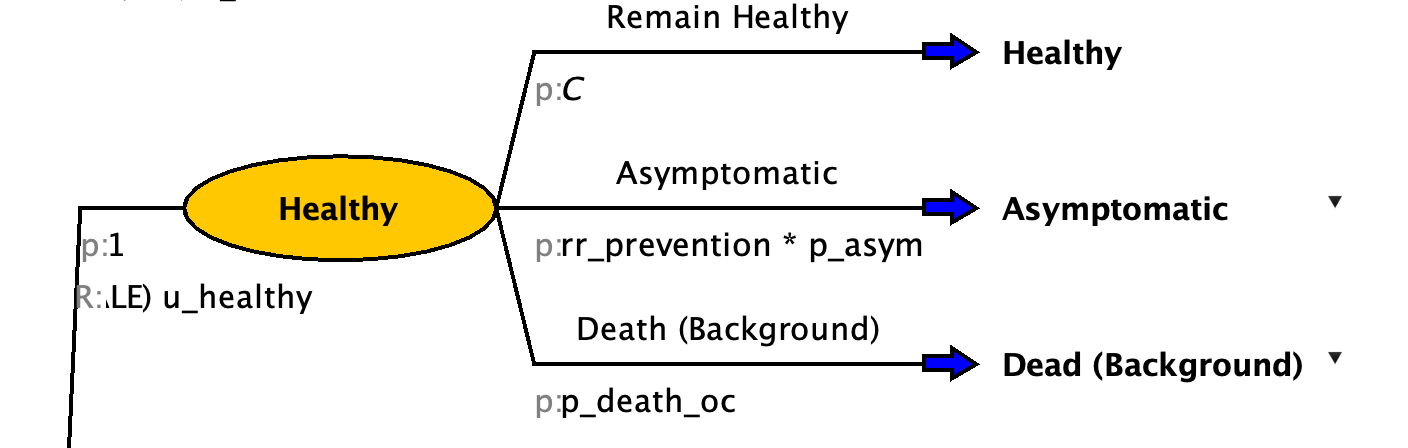 Remain Healthy
Healthy
p:C
Asymptomatic
Healthy
Asymptomatic
p:1
p:rr_prevention * p_asym
R: LE) u_healthy
Death (Background)
Dead (Background)
p:p_death_oc